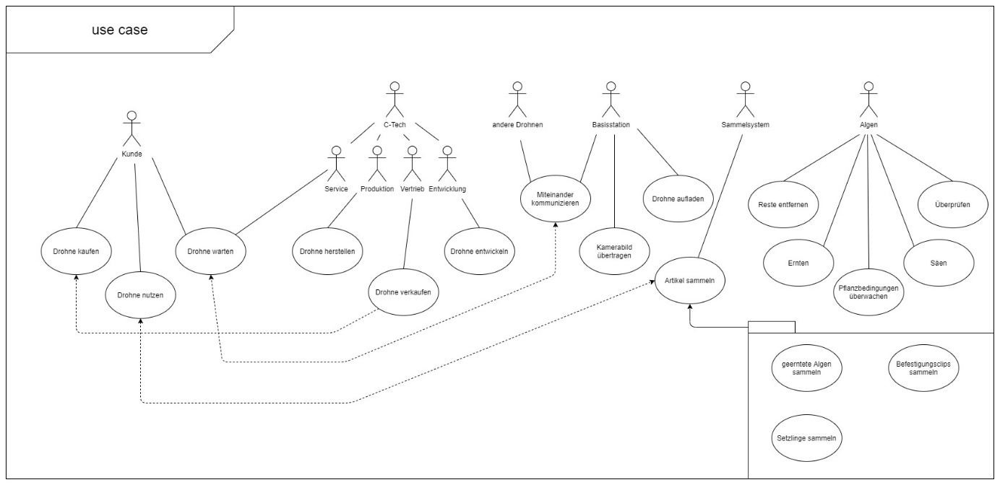 use case
C-Tech
andere Drohnen
Basisstation
Sammelsystem
Algen
Kunde
Service
Produktion
Vertrieb
Entwicklung
Miteinander
kommunizieren
Drohne aufladen
Reste entfernen
Überprüfen
Drohne kaufen
Drohne warten
Drohne herstellen
Drohne entwickeln
Kamerabild
übertragen
Ernten
Säen
Drohne nutzen
Drohne verkaufen
Artikel sammeln
Pflanzbedingungen
überwachen
geerntete Algen
sammeln
Befestigungsclips
sammeln
Setzlinge sammeln